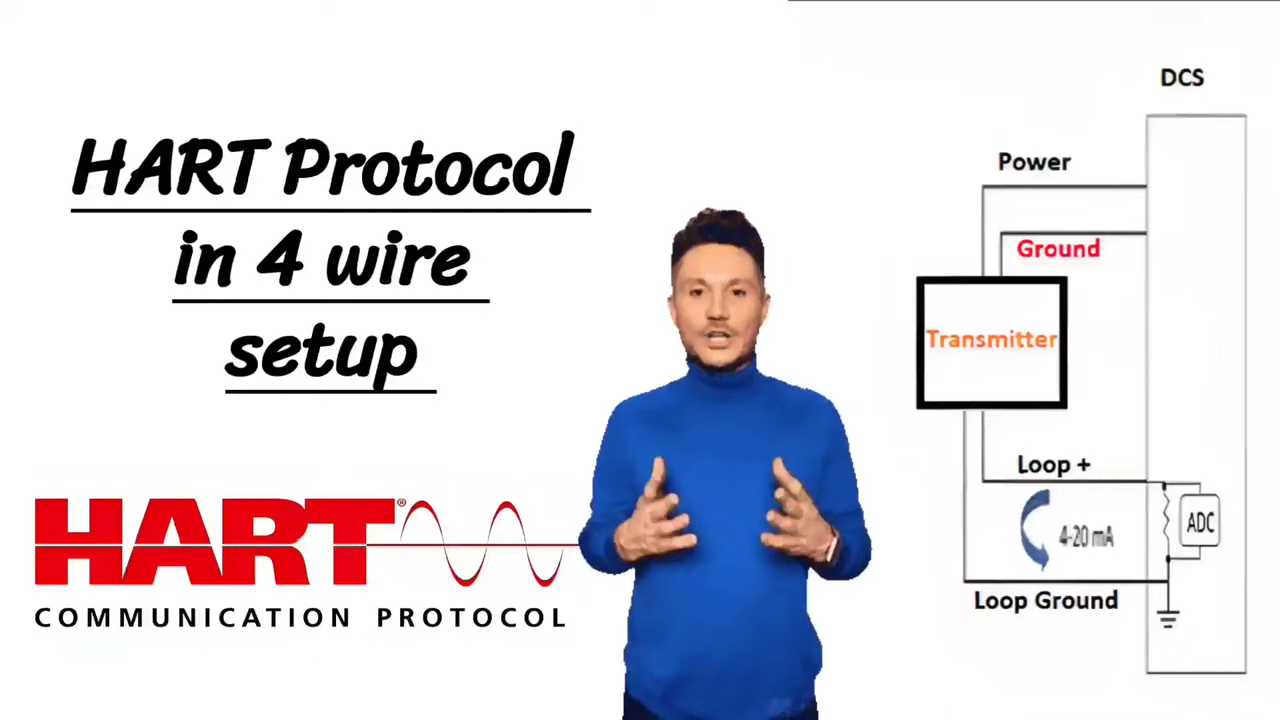 HART Protocol
in 4 wire
setup
HART®
COMMUNICATION PROTOCOL
DCS
Power
Ground
Transmitter
Loop +
ADC
4-20 mA
Loop Ground